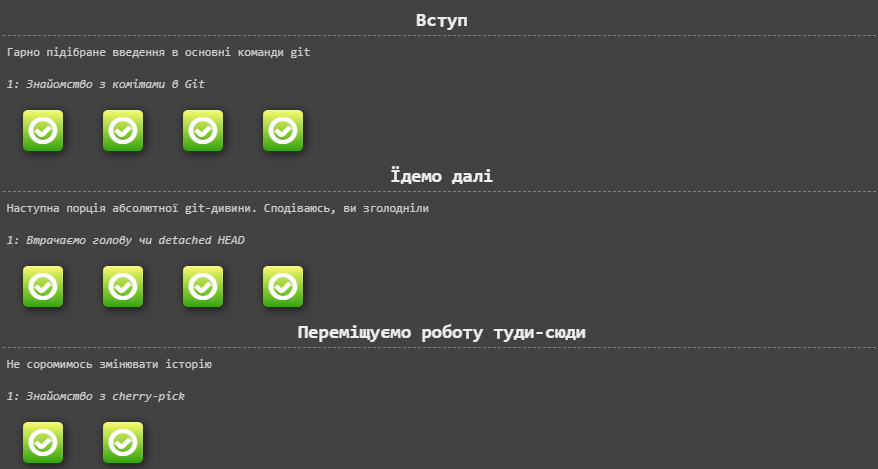 Вступ
Гарно підібране введення в основні команди git
1: Знайомство з комітами в Git
Їдемо далі
Наступна порція абсолютної git-дивини. Сподіваюсь, ви зголодніли
1: Втрачаємо голову чи detached HEAD
Переміщуємо роботу туди-сюди
Не соромимось змінювати історію
1: Знайомство з cherry-pick